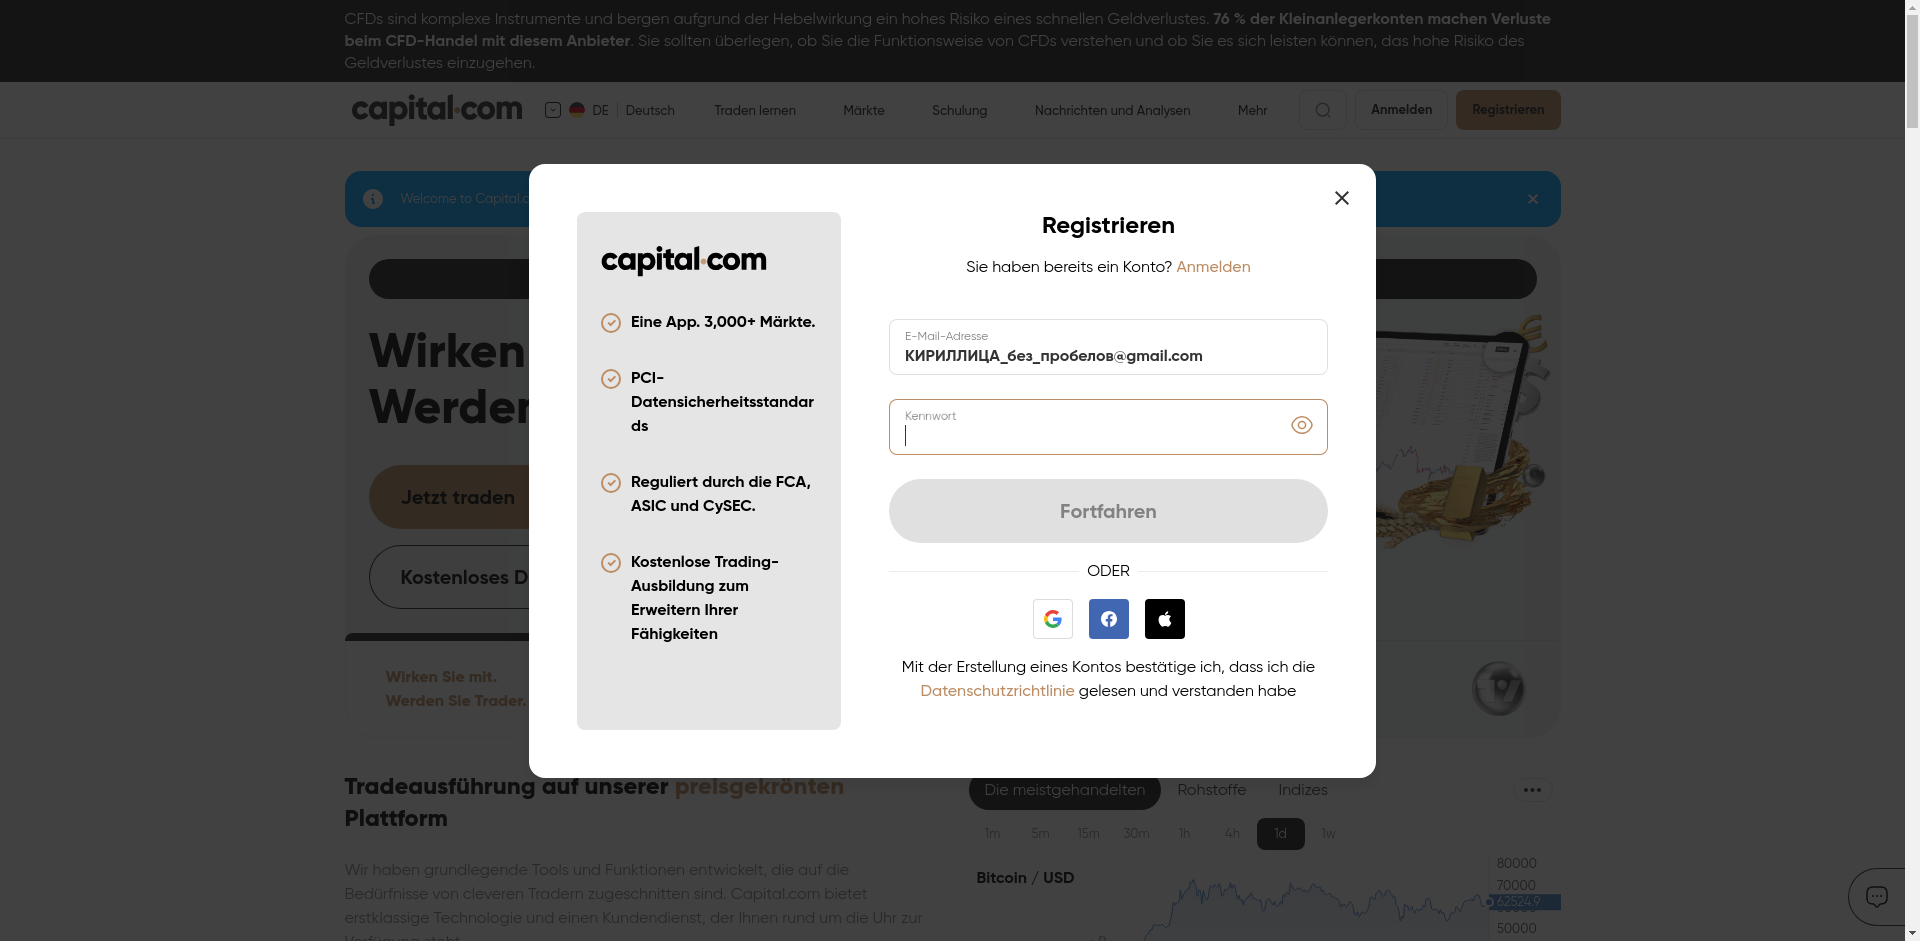 CFDs sind komplexe Instrumente und bergen aufgrund der Hebelwirkung ein hohes Risiko eines schnellen Geldverlustes. 76 % der Kleinanlegerkonten machen Verluste
beim CFD-Handel mit diesem Anbieter. Sie sollten überlegen, ob Sie die Funktionsweise von CFDs verstehen und ob Sie es sich leisten können, das hohe Risiko des
Geldverlustes einzugehen.
capital.com DE Deutsch Traden lernen Märkte Schulung Nachrichten und Analysen Mehr Anmelden Registrieren
Welcome to Capital.c
Wirken
Werden
Jetzt traden
Kostenloses D
Wirken Sie mit.
Werden Sie Trader.
capital.com
Eine App. 3,000+ Märkte.
PCI-
Datensicherheitsstandar
ds
Reguliert durch die FCA,
ASIC und CySEC.
Kostenlose Trading-
Ausbildung zum
Erweitern Ihrer
Fähigkeiten
Registrieren
Sie haben bereits ein Konto? Anmelden
E-Mail-Adresse
КИРИЛЛИЦА_без_пробелов@gmail.com
Kennwort
Fortfahren
ODER
Mit der Erstellung eines Kontos bestätige ich, dass ich die
Datenschutzrichtlinie gelesen und verstanden habe
Tradeausführung auf unserer preisgekrönten
Plattform
Wir haben grundlegende Tools und Funktionen entwickelt, die auf die
Bedürfnisse von cleveren Tradern zugeschnitten sind. Capital.com bietet
erstklassige Technologie und einen Kundendienst, der Ihnen rund um die Uhr zur
Die meistgehandelten Rohstoffe Indizes
1m 5m 15m 30m 1h 4h 1d 1w
Bitcoin / USD
80000
70000
62524.9
50000